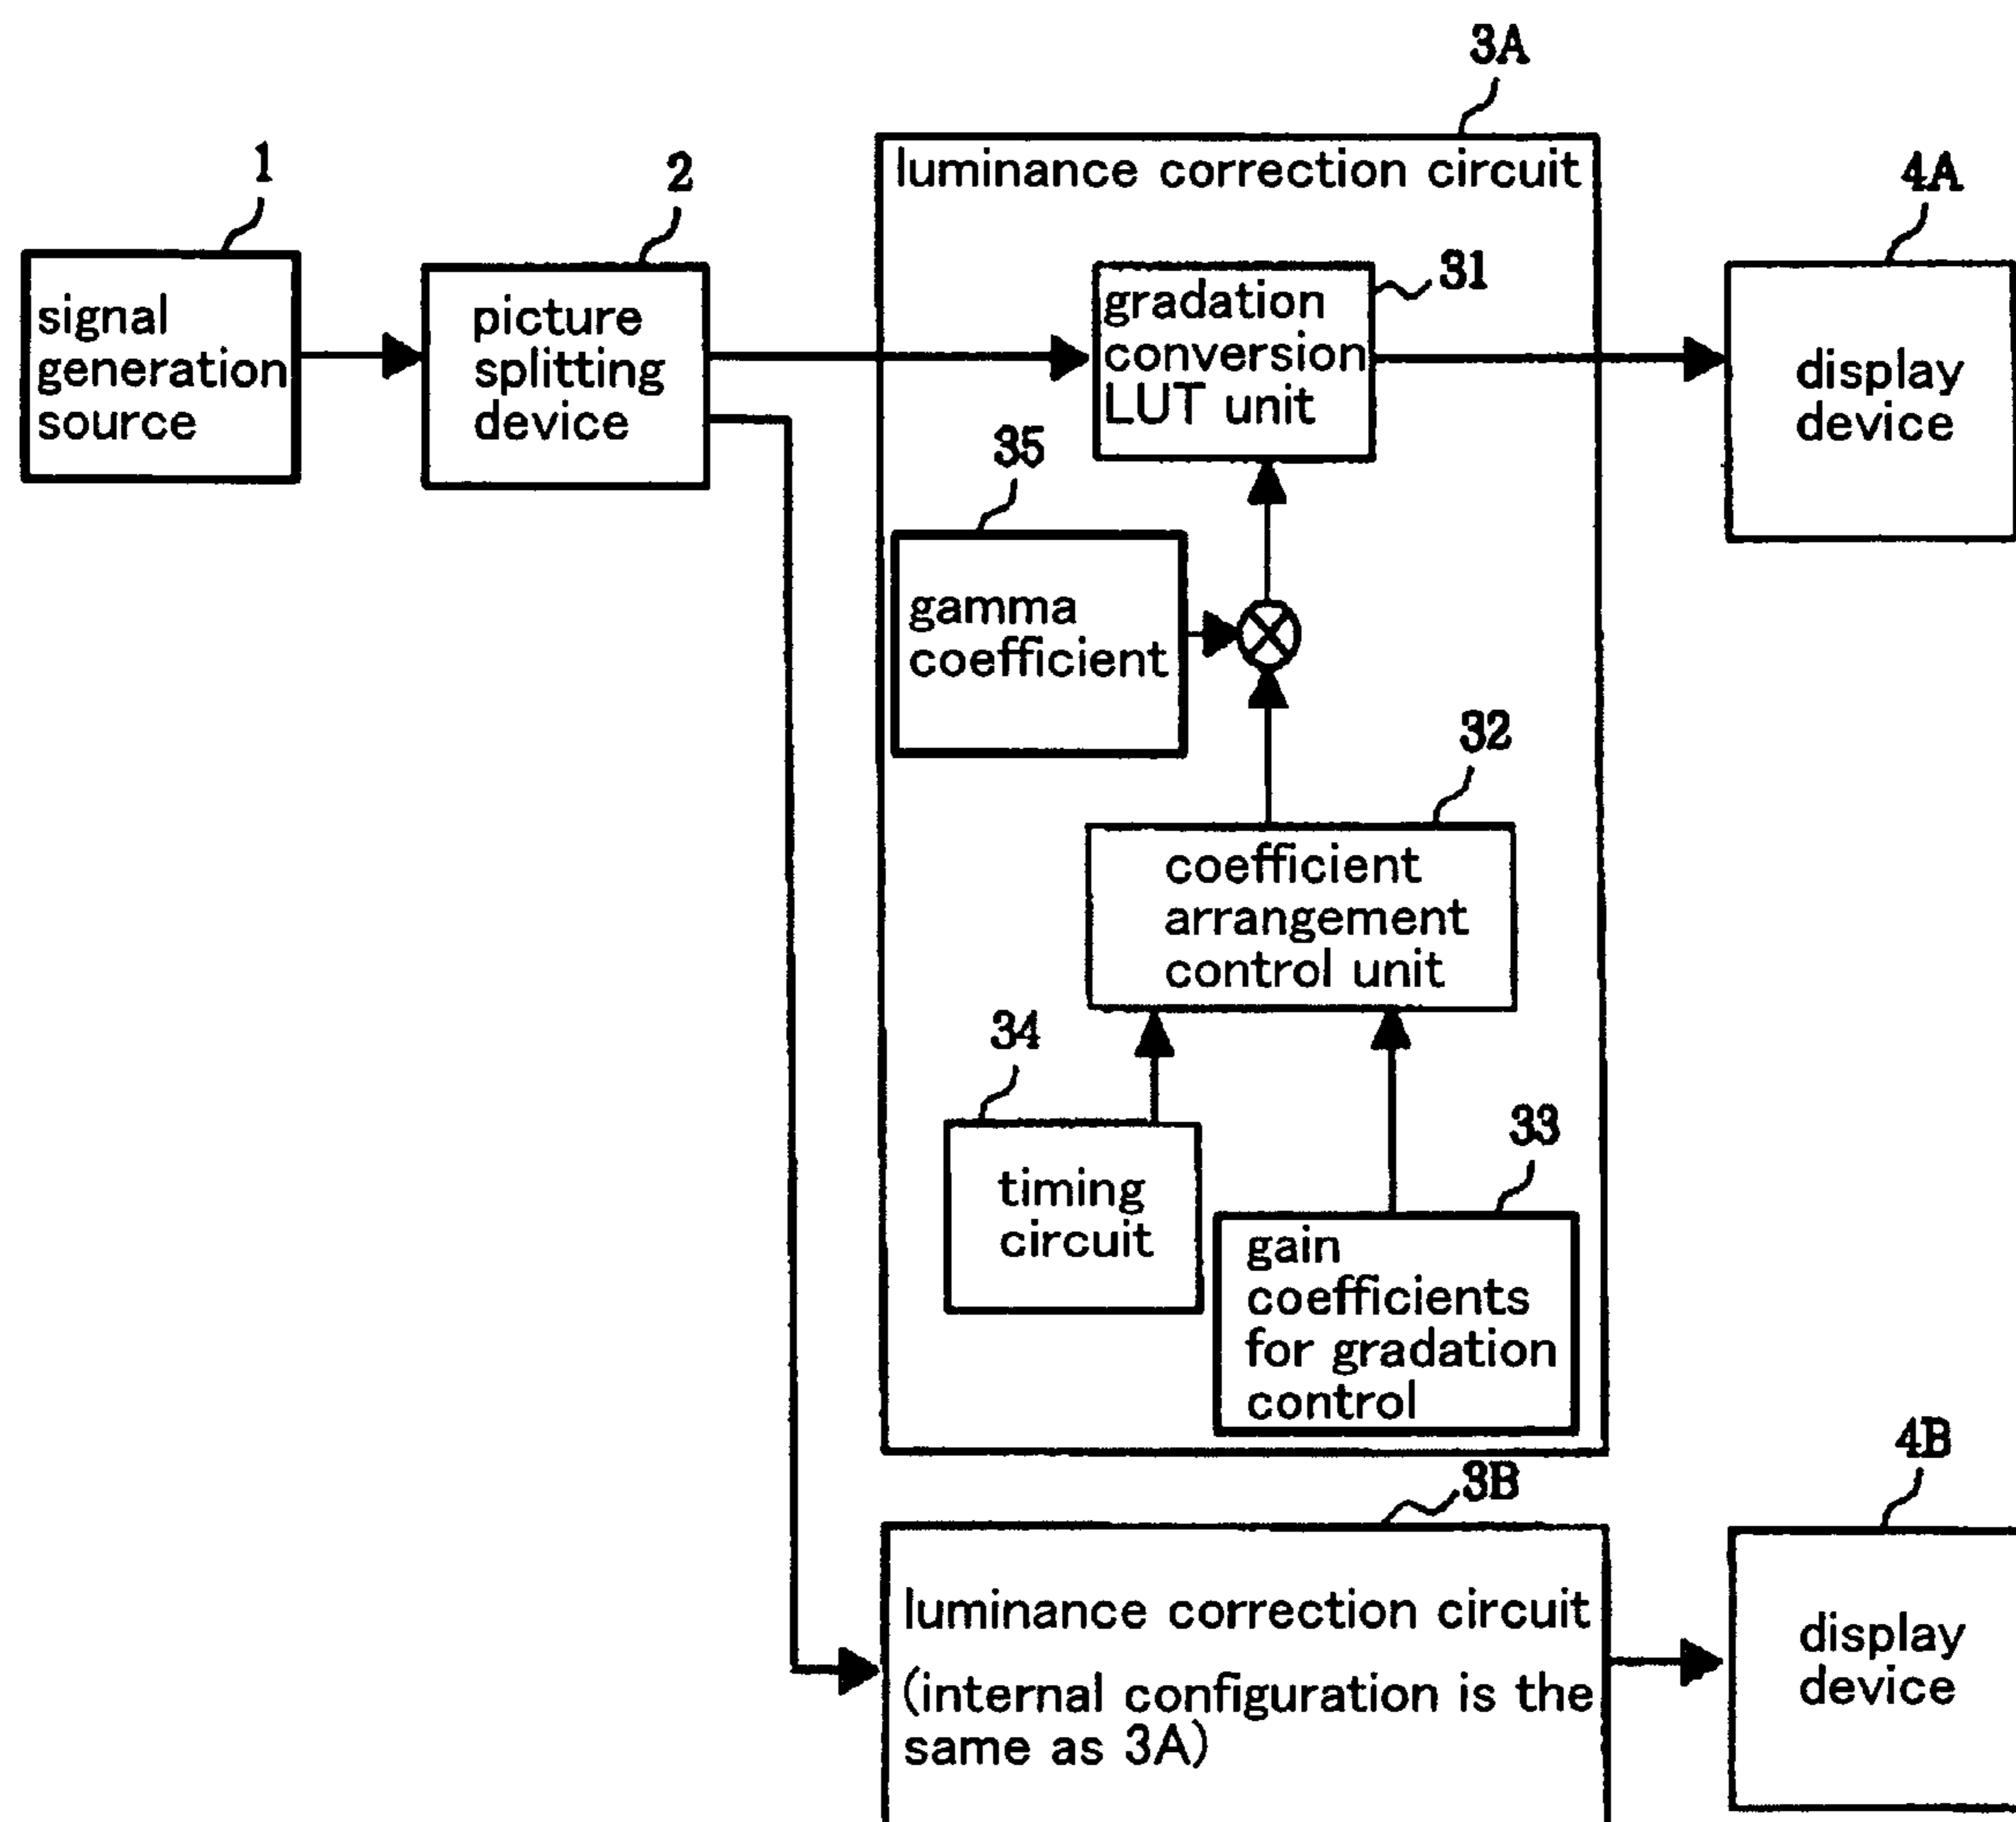 3A
1
2
luminance correction circuit
4A
signal
generation
source
picture
splitting
device
31
gradation
conversion
LUT unit
display
device
35
gamma
coefficient
32
coefficient
arrangement
control unit
34
timing
circuit
33
gain
coefficients
for gradation
control
3B
4B
luminance correction circuit
(internal configuration is the
same as 3A)
display
device